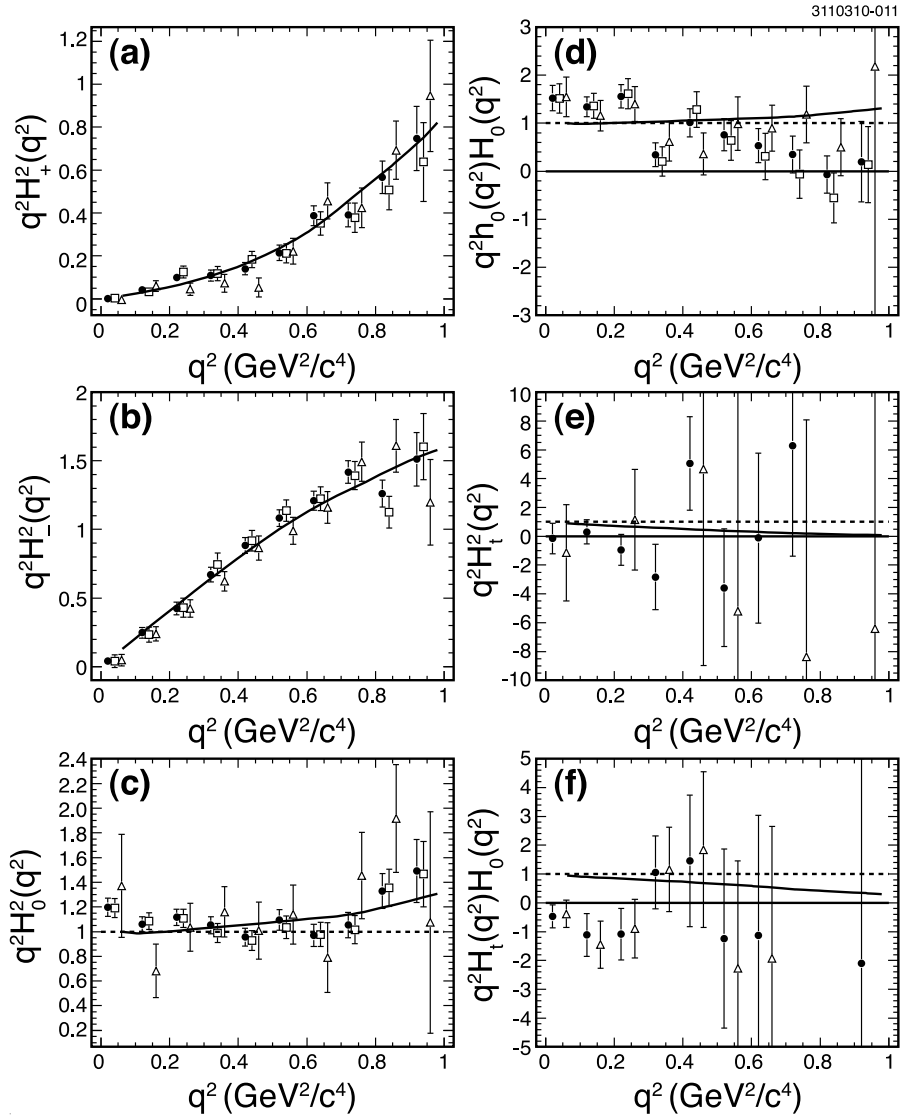 3110310-011
(a)
q²H²₊(q²)
1.2
1
0.8
0.6
0.4
0.2
0
0 0.2 0.4 0.6 0.8 1
q² (GeV²/c⁴)
(d)
q²h₀(q²)H₀(q²)
3
2
1
0
-1
-2
-3
0 0.2 0.4 0.6 0.8 1
q² (GeV²/c⁴)
(b)
q²H²₋(q²)
2
1.5
1
0.5
0
0 0.2 0.4 0.6 0.8 1
q² (GeV²/c⁴)
(e)
q²H²ₜ(q²)
10
8
6
4
2
0
-2
-4
-6
-8
-10
0 0.2 0.4 0.6 0.8 1
q² (GeV²/c⁴)
(c)
q²H²₀(q²)
2.4
2.2
2.0
1.8
1.6
1.4
1.2
1
0.8
0.6
0.4
0.2
0 0.2 0.4 0.6 0.8 1
q² (GeV²/c⁴)
(f)
q²Hₜ(q²)H₀(q²)
5
4
3
2
1
0
-1
-2
-3
-4
-5
0 0.2 0.4 0.6 0.8 1
q² (GeV²/c⁴)